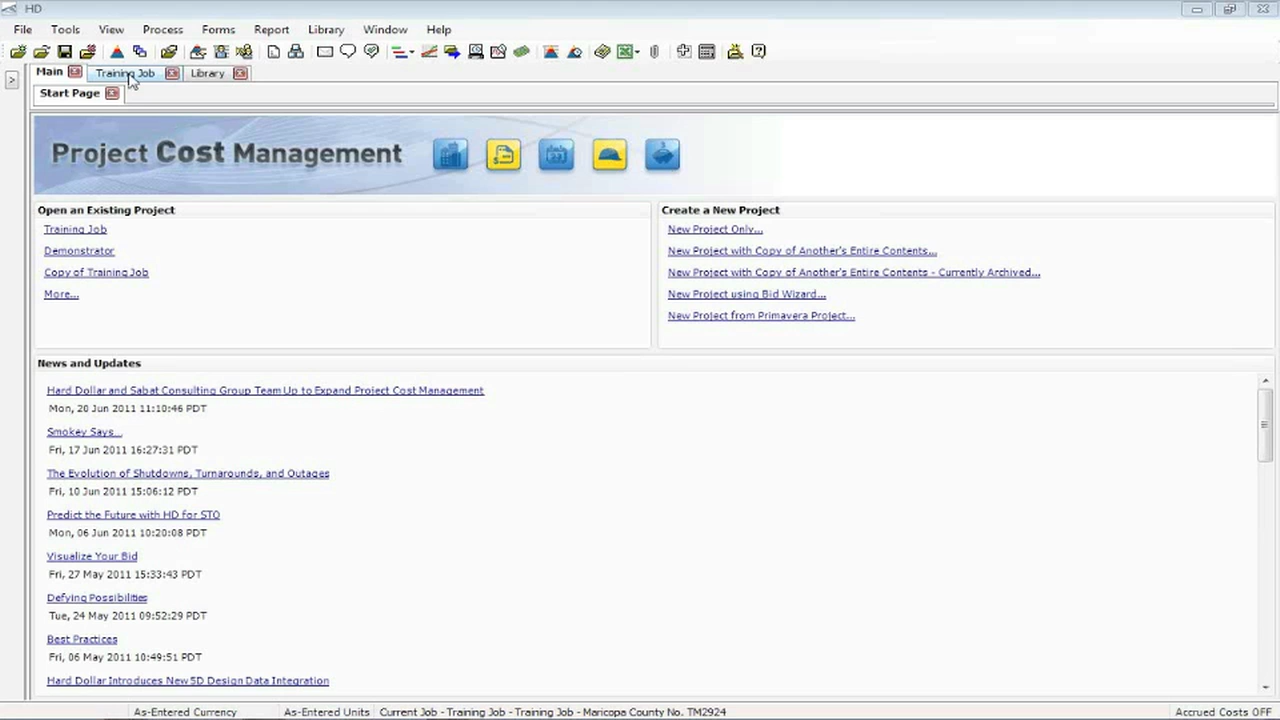 HD
File Tools View Process Forms Report Library Window Help
Main Training Job Library
>
Start Page
Project Cost Management
Open an Existing Project
Training Job
Demonstrator
Copy of Training Job
More...
Create a New Project
New Project Only...
New Project with Copy of Another's Entire Contents...
New Project with Copy of Another's Entire Contents - Currently Archived...
New Project using Bid Wizard...
New Project from Primavera Project...
News and Updates
Hard Dollar and Sabat Consulting Group Team Up to Expand Project Cost Management
Mon, 20 Jun 2011 11:10:46 PDT
Smokey Says...
Fri, 17 Jun 2011 16:27:31 PDT
The Evolution of Shutdowns, Turnarounds, and Outages
Fri, 10 Jun 2011 15:06:12 PDT
Predict the Future with HD for STO
Mon, 06 Jun 2011 10:20:08 PDT
Visualize Your Bid
Fri, 27 May 2011 15:33:43 PDT
Defying Possibilities
Tue, 24 May 2011 09:52:29 PDT
Best Practices
Fri, 06 May 2011 10:49:51 PDT
Hard Dollar Introduces New 5D Design Data Integration
As-Entered Currency As-Entered Units Current Job - Training Job - Training Job - Maricopa County No. TM2924 Accrued Costs OFF